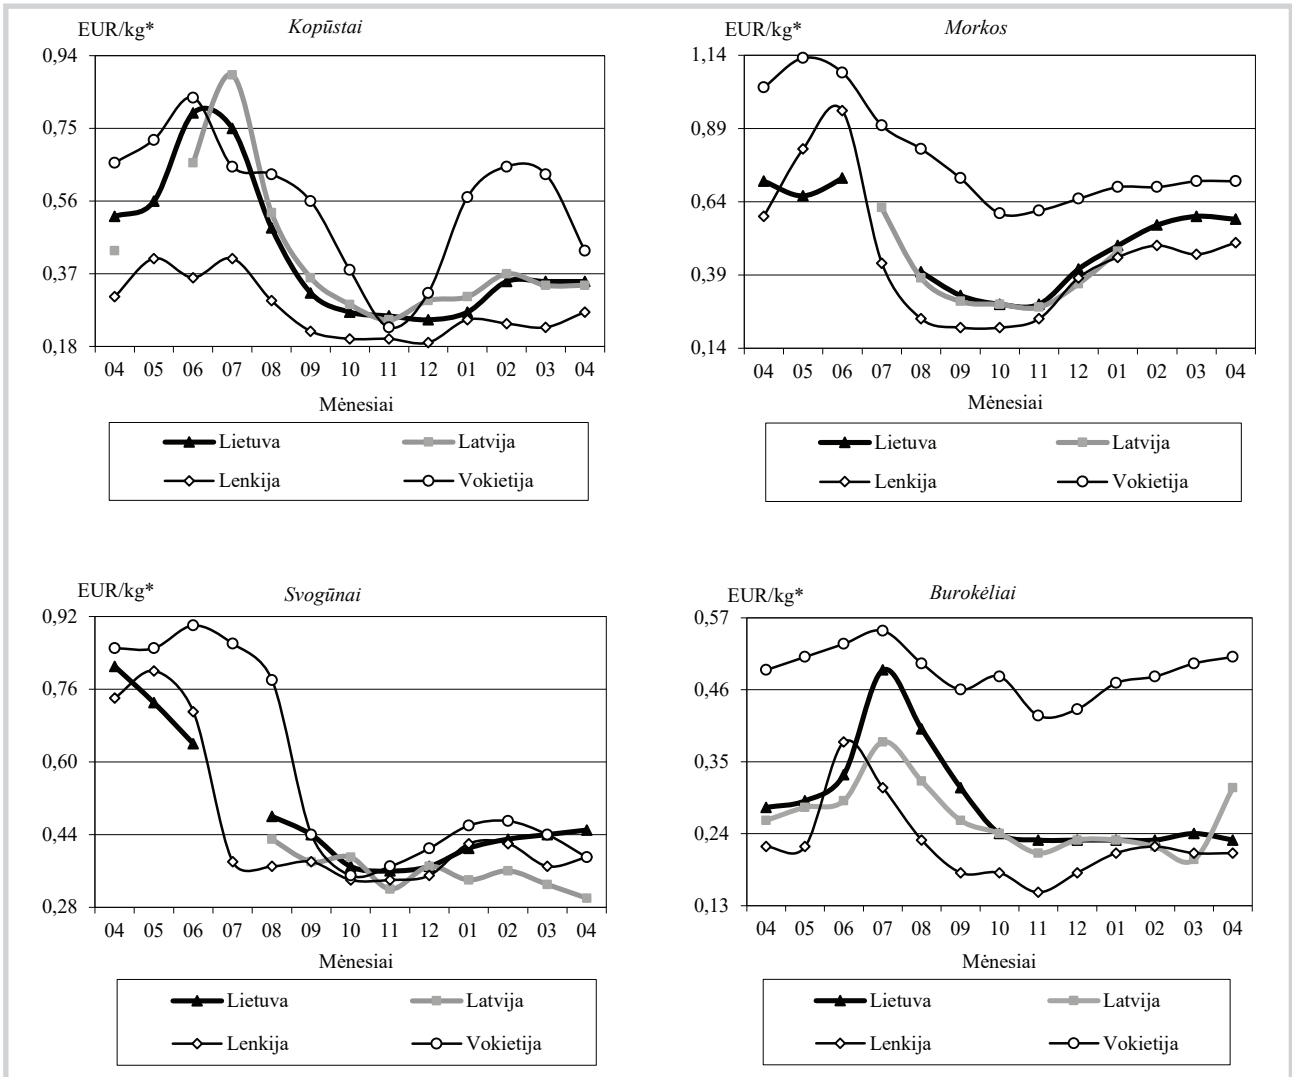 EUR/kg*
Kopūstai
0,94
0,75
0,56
0,37
0,18
04 05 06 07 08 09 10 11 12 01 02 03 04
Mėnesiai
Lietuva Latvija
Lenkija Vokietija
EUR/kg*
Morkos
1,14
0,89
0,64
0,39
0,14
04 05 06 07 08 09 10 11 12 01 02 03 04
Mėnesiai
Lietuva Latvija
Lenkija Vokietija
EUR/kg*
Svogūnai
0,92
0,76
0,60
0,44
0,28
04 05 06 07 08 09 10 11 12 01 02 03 04
Mėnesiai
Lietuva Latvija
Lenkija Vokietija
EUR/kg*
Burokėliai
0,57
0,46
0,35
0,24
0,13
04 05 06 07 08 09 10 11 12 01 02 03 04
Mėnesiai
Lietuva Latvija
Lenkija Vokietija